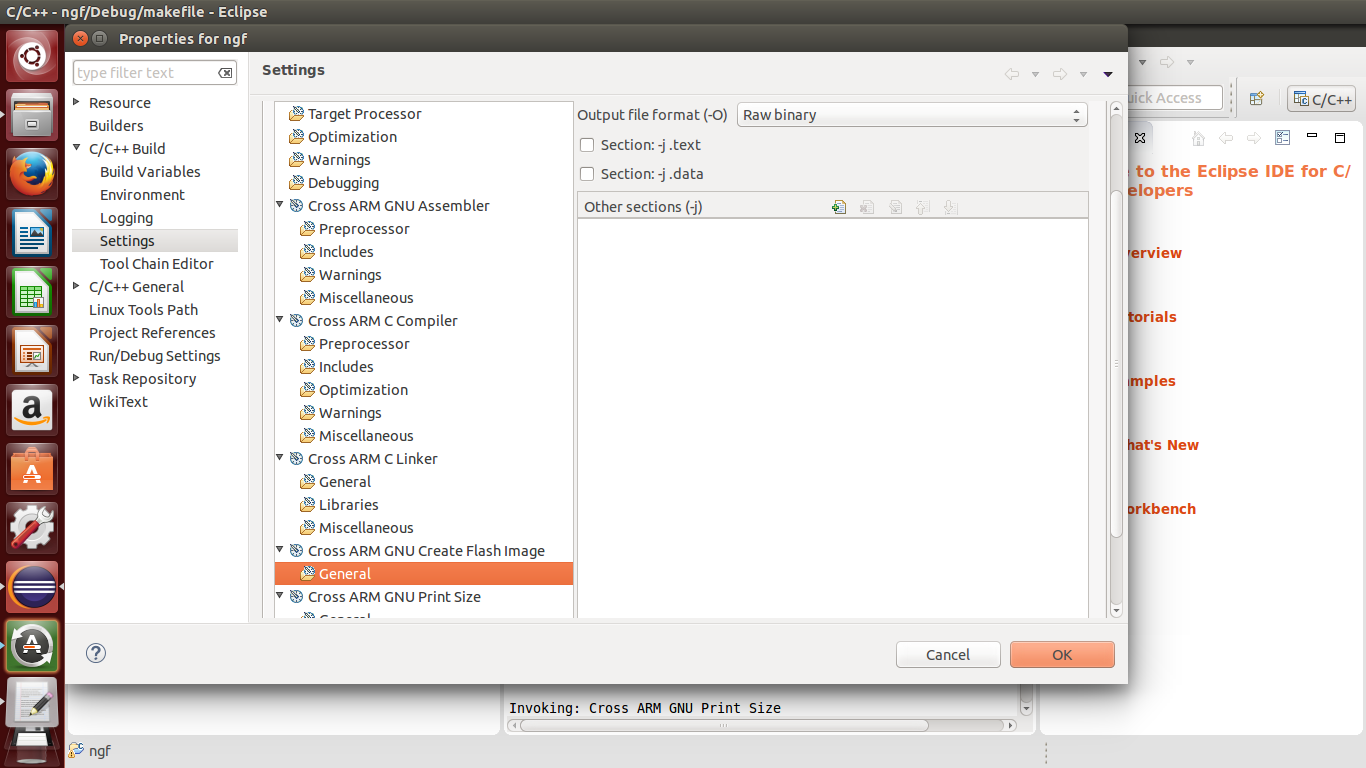 C/C++ - ngf/Debug/makefile - Eclipse
Properties for ngf
type filter text
Resource
Builders
C/C++ Build
Build Variables
Environment
Logging
Settings
Tool Chain Editor
C/C++ General
Linux Tools Path
Project References
Run/Debug Settings
Task Repository
WikiText
Settings
Target Processor
Optimization
Warnings
Debugging
Cross ARM GNU Assembler
Preprocessor
Includes
Warnings
Miscellaneous
Cross ARM C Compiler
Preprocessor
Includes
Optimization
Warnings
Miscellaneous
Cross ARM C Linker
General
Libraries
Miscellaneous
Cross ARM GNU Create Flash Image
General
Cross ARM GNU Print Size
General
Output file format (-O) Raw binary
Section: -j .text
Section: -j .data
Other sections (-j)
Cancel
OK
uick Access
C/C++
e to the Eclipse IDE for C/
elopers
verview
torials
mples
hat's New
orkbench
Invoking: Cross ARM GNU Print Size
ngf